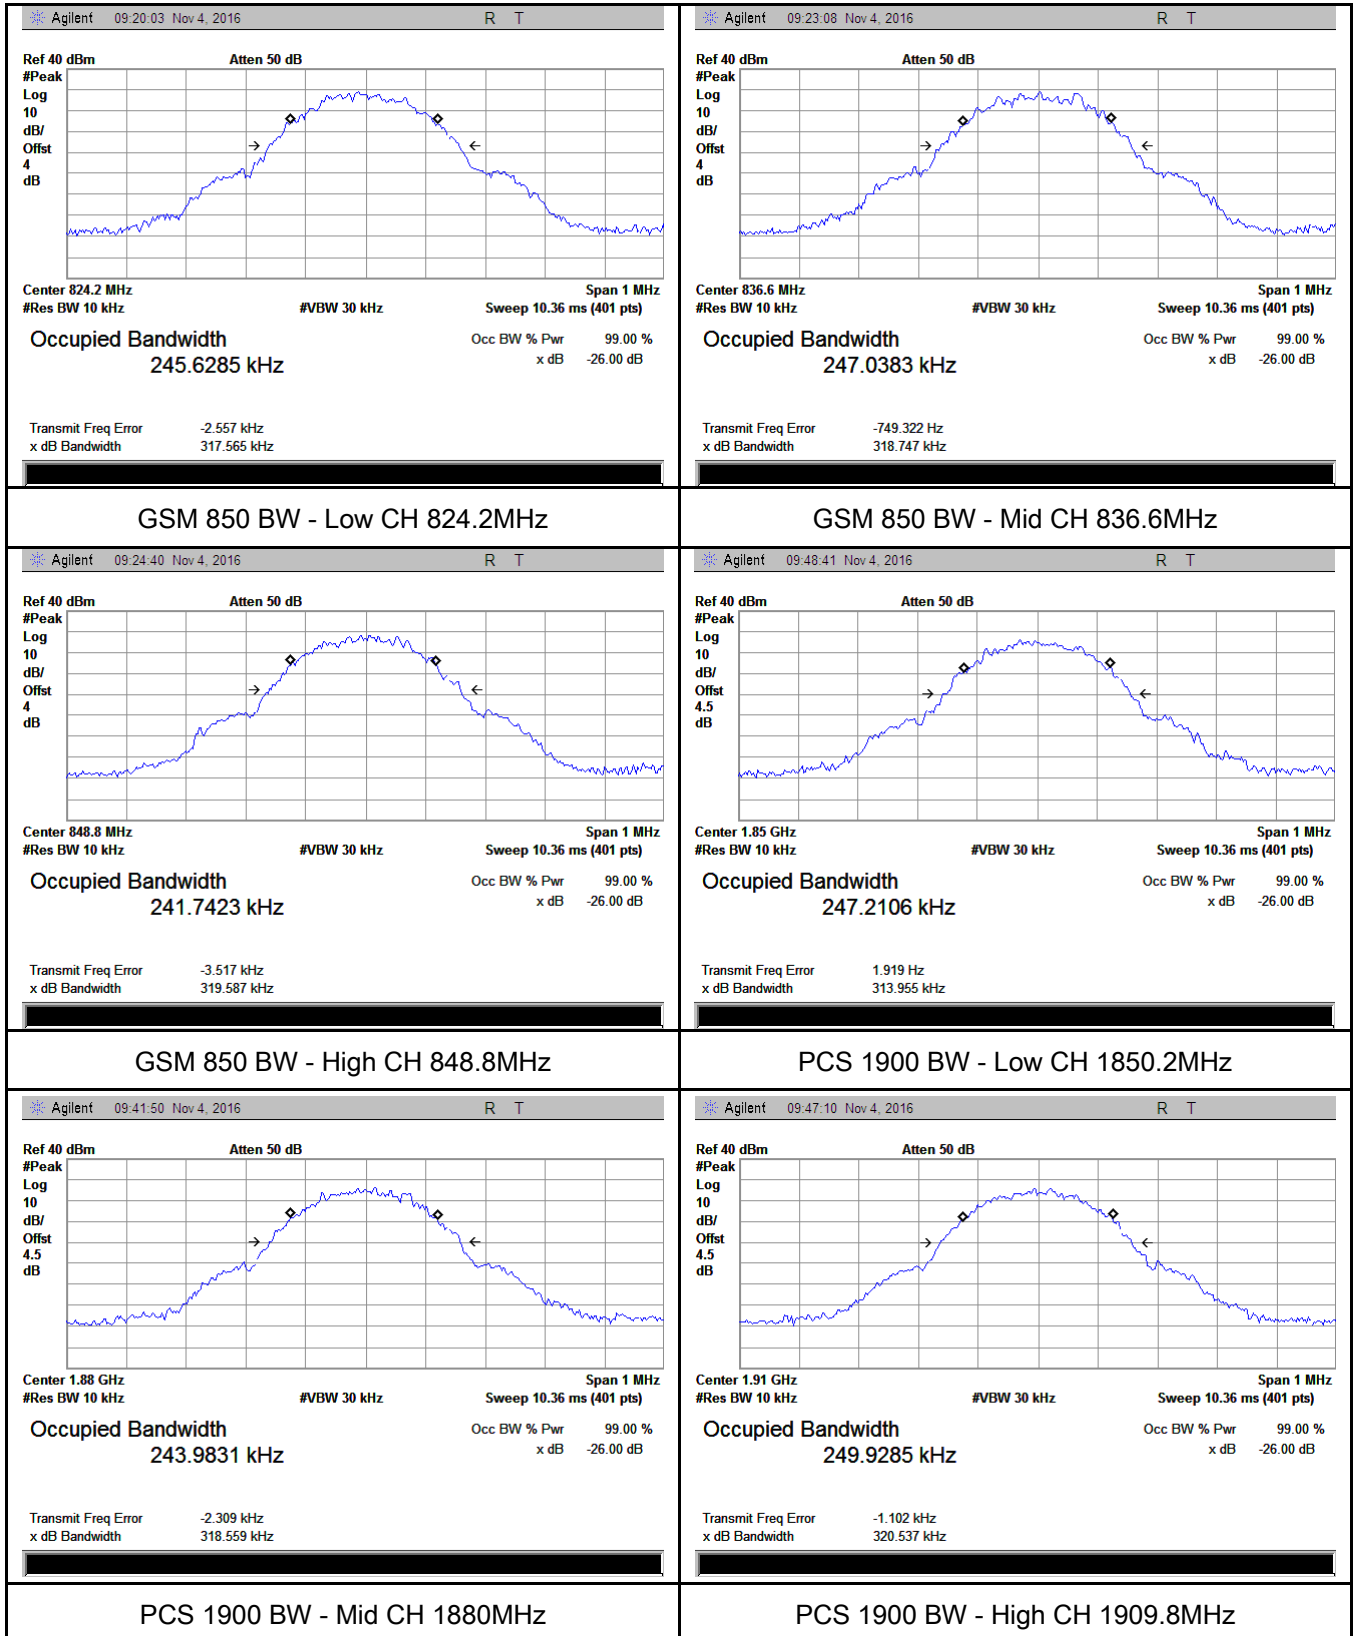 Agilent 09:20:03 Nov 4, 2016 R T
Ref 40 dBm Atten 50 dB
#Peak
Log
10
dB/
Offst
4
dB
Center 824.2 MHz Span 1 MHz
#Res BW 10 kHz #VBW 30 kHz Sweep 10.36 ms (401 pts)
Occupied Bandwidth Occ BW % Pwr 99.00 %
245.6285 kHz x dB -26.00 dB
Transmit Freq Error -2.557 kHz
x dB Bandwidth 317.565 kHz
GSM 850 BW - Low CH 824.2MHz
Agilent 09:23:08 Nov 4, 2016 R T
Ref 40 dBm Atten 50 dB
#Peak
Log
10
dB/
Offst
4
dB
Center 836.6 MHz Span 1 MHz
#Res BW 10 kHz #VBW 30 kHz Sweep 10.36 ms (401 pts)
Occupied Bandwidth Occ BW % Pwr 99.00 %
247.0383 kHz x dB -26.00 dB
Transmit Freq Error -749.322 Hz
x dB Bandwidth 318.747 kHz
GSM 850 BW - Mid CH 836.6MHz
Agilent 09:24:40 Nov 4, 2016 R T
Ref 40 dBm Atten 50 dB
#Peak
Log
10
dB/
Offst
4
dB
Center 848.8 MHz Span 1 MHz
#Res BW 10 kHz #VBW 30 kHz Sweep 10.36 ms (401 pts)
Occupied Bandwidth Occ BW % Pwr 99.00 %
241.7423 kHz x dB -26.00 dB
Transmit Freq Error -3.517 kHz
x dB Bandwidth 319.587 kHz
GSM 850 BW - High CH 848.8MHz
Agilent 09:48:41 Nov 4, 2016 R T
Ref 40 dBm Atten 50 dB
#Peak
Log
10
dB/
Offst
4.5
dB
Center 1.85 GHz Span 1 MHz
#Res BW 10 kHz #VBW 30 kHz Sweep 10.36 ms (401 pts)
Occupied Bandwidth Occ BW % Pwr 99.00 %
247.2106 kHz x dB -26.00 dB
Transmit Freq Error 1.919 Hz
x dB Bandwidth 313.955 kHz
PCS 1900 BW - Low CH 1850.2MHz
Agilent 09:41:50 Nov 4, 2016 R T
Ref 40 dBm Atten 50 dB
#Peak
Log
10
dB/
Offst
4.5
dB
Center 1.88 GHz Span 1 MHz
#Res BW 10 kHz #VBW 30 kHz Sweep 10.36 ms (401 pts)
Occupied Bandwidth Occ BW % Pwr 99.00 %
243.9831 kHz x dB -26.00 dB
Transmit Freq Error -2.309 kHz
x dB Bandwidth 318.559 kHz
PCS 1900 BW - Mid CH 1880MHz
Agilent 09:47:10 Nov 4, 2016 R T
Ref 40 dBm Atten 50 dB
#Peak
Log
10
dB/
Offst
4.5
dB
Center 1.91 GHz Span 1 MHz
#Res BW 10 kHz #VBW 30 kHz Sweep 10.36 ms (401 pts)
Occupied Bandwidth Occ BW % Pwr 99.00 %
249.9285 kHz x dB -26.00 dB
Transmit Freq Error -1.102 kHz
x dB Bandwidth 320.537 kHz
PCS 1900 BW - High CH 1909.8MHz